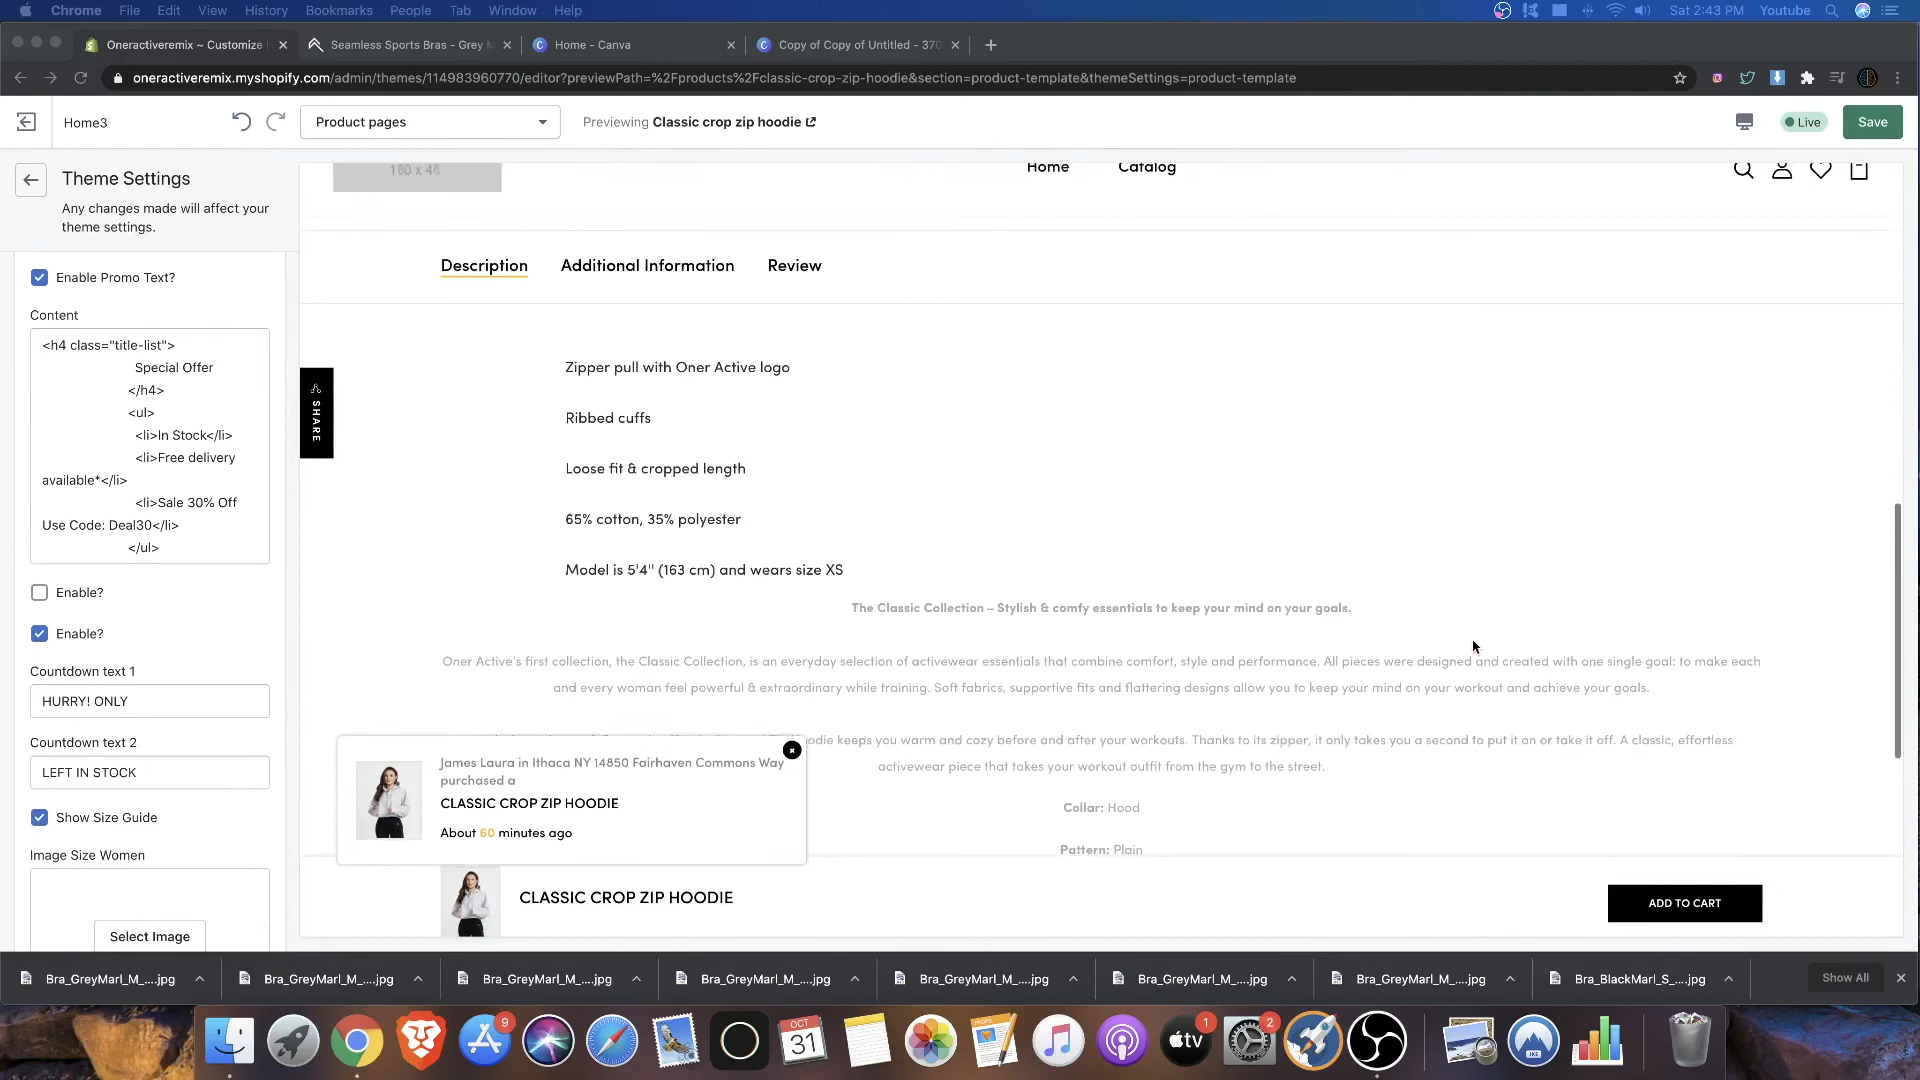 Chrome File Edit View History Bookmarks People Tab Window Help Sat 2:43 PM Youtube
Oneractiveremix ~ Customize Seamless Sports Bras - Grey M Home - Canva Copy of Copy of Untitled - 370
oneractiveremix.myshopify.com/admin/themes/114983960770/editor?previewPath=%2Fproducts%2Fclassic-crop-zip-hoodie&section=product-template&themeSettings=product-template
Home3 Product pages Previewing Classic crop zip hoodie Live Save
Theme Settings
Any changes made will affect your
theme settings.
Enable Promo Text?
Content
<h4 class="title-list">
Special Offer
</h4>
<ul>
<li>In Stock</li>
<li>Free delivery
available*</li>
<li>Sale 30% Off
Use Code: Deal30</li>
</ul>
Enable?
Enable?
Countdown text 1
HURRY! ONLY
Countdown text 2
LEFT IN STOCK
Show Size Guide
Image Size Women
Select Image
160 x 48
Home Catalog
Description Additional Information Review
SHARE
Zipper pull with Oner Active logo
Ribbed cuffs
Loose fit & cropped length
65% cotton, 35% polyester
Model is 5'4" (163 cm) and wears size XS
The Classic Collection – Stylish & comfy essentials to keep your mind on your goals.
Oner Active's first collection, the Classic Collection, is an everyday selection of activewear essentials that combine comfort, style and performance. All pieces were designed and created with one single goal: to make each
and every woman feel powerful & extraordinary while training. Soft fabrics, supportive fits and flattering designs allow you to keep your mind on your workout and achieve your goals.
oodie keeps you warm and cozy before and after your workouts. Thanks to its zipper, it only takes you a second to put it on or take it off. A classic, effortless
activewear piece that takes your workout outfit from the gym to the street.
Collar: Hood
Pattern: Plain
James Laura in Ithaca NY 14850 Fairhaven Commons Way
purchased a
CLASSIC CROP ZIP HOODIE
About 60 minutes ago
CLASSIC CROP ZIP HOODIE
ADD TO CART
Bra_GreyMarl_M_....jpg Bra_GreyMarl_M_....jpg Bra_GreyMarl_M_....jpg Bra_GreyMarl_M_....jpg Bra_GreyMarl_M_....jpg Bra_GreyMarl_M_....jpg Bra_GreyMarl_M_....jpg Bra_BlackMarl_S_....jpg Show All
9 OCT 31 tv 1 2 IKE